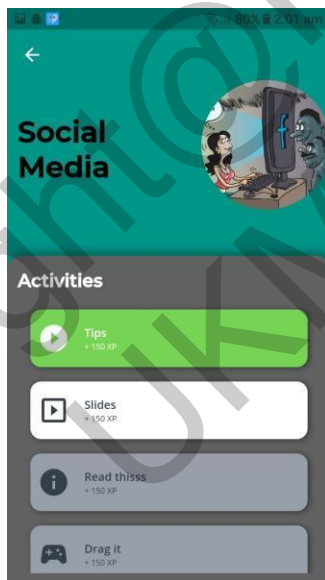 80% 2:01 am
Social
Media
f
Activities
Tips
+ 150 XP
Slides
+ 150 XP
Read thisss
+ 150 XP
Drag it
+ 150 XP